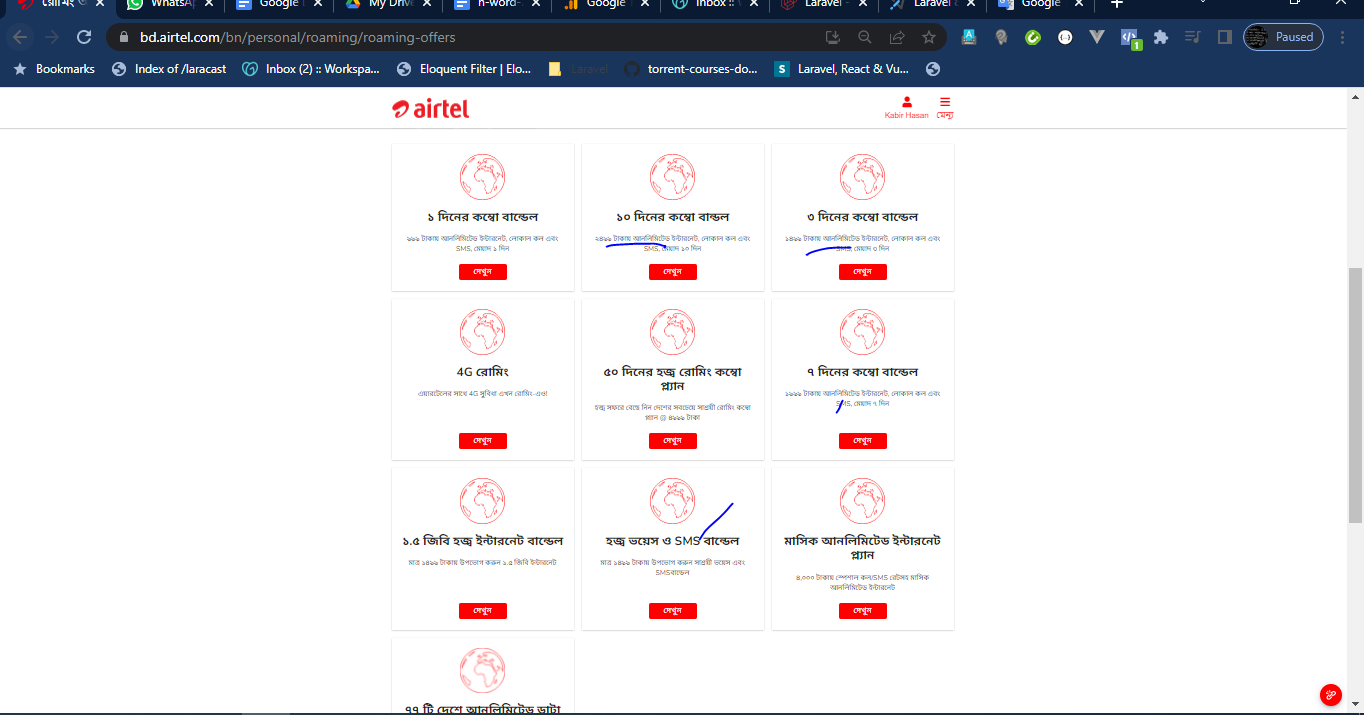 WhatsA
Google
My Drive
n-word-
Google
Inbox ::
Laravel -
Laravel &
Google
bd.airtel.com/bn/personal/roaming/roaming-offers
1
Paused
Bookmarks
Index of /laracast
Inbox (2) :: Workspa...
Eloquent Filter | Elo...
Laravel
torrent-courses-do...
S
Laravel, React & Vu...
airtel
Kabir Hasan
মেন্যু
১ দিনের কম্বো বান্ডেল
৯৯৯ টাকায় আনলিমিটেড ইন্টারনেট, লোকাল কল এবং
SMS, মেয়াদ ১ দিন
দেখুন
১০ দিনের কম্বো বান্ডল
২৪৯৯ টাকায় আনলিমিটেড ইন্টারনেট, লোকাল কল এবং
SMS, মেয়াদ ১০ দিন
দেখুন
৩ দিনের কম্বো বান্ডেল
১৪৯৯ টাকায় আনলিমিটেড ইন্টারনেট, লোকাল কল এবং
SMS, মেয়াদ ৩ দিন
দেখুন
4G রোমিং
এয়ারটেলের সাথে 4G সুবিধা এখন রোমিং-এও!
দেখুন
৫০ দিনের হজ্ব রোমিং কম্বো
প্ল্যান
হজ্ব সফরে বেছে নিন দেশের সবচেয়ে সাশ্রয়ী রোমিং কম্বো
প্ল্যান @ ৪৯৯৯ টাকা
দেখুন
৭ দিনের কম্বো বান্ডেল
১৯৯৯ টাকায় আনলিমিটেড ইন্টারনেট, লোকাল কল এবং
SMS, মেয়াদ ৭ দিন
দেখুন
১.৫ জিবি হজ্ব ইন্টারনেট বান্ডেল
মাত্র ১৪৯৯ টাকায় উপভোগ করুন ১.৫ জিবি ইন্টারনেট
দেখুন
হজ্ব ভয়েস ও SMS বান্ডেল
মাত্র ১৪৯৯ টাকায় উপভোগ করুন সাশ্রয়ী ভয়েস এবং
SMSবান্ডেল
দেখুন
মাসিক আনলিমিটেড ইন্টারনেট
প্ল্যান
৪,০০০ টাকায় স্পেশাল কল/SMS রেটসহ মাসিক
আনলিমিটেড ইন্টারনেট
দেখুন
৭৭ টি দেশে আনলিমিটেড ডাটা